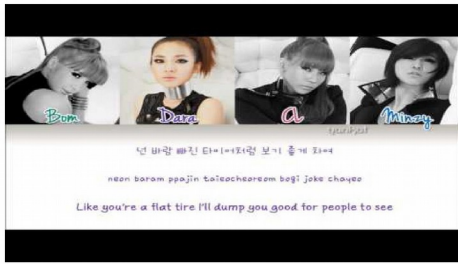 Bom Dara Cl Minzy
yunkat
넌 바람 빠진 타이어처럼 보기 좋게 차여
neon baram ppajin taieocheoreom bogi joke chayeo
Like you're a flat tire I'll dump you good for people to see